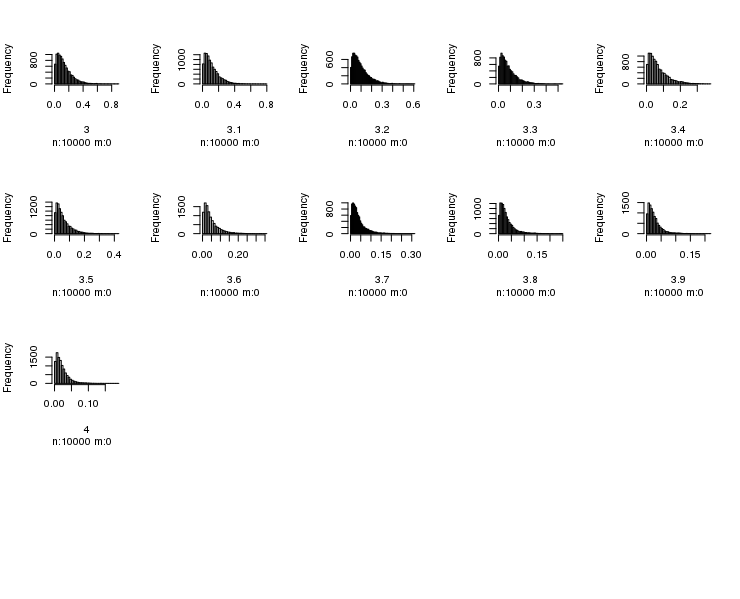 Frequency
0 800
0.0 0.4 0.8
3
n:10000 m:0
Frequency
0 1000
0.0 0.4 0.8
3.1
n:10000 m:0
Frequency
0 600
0.0 0.3 0.6
3.2
n:10000 m:0
Frequency
0 800
0.0 0.3
3.3
n:10000 m:0
Frequency
0 800
0.0 0.2
3.4
n:10000 m:0
Frequency
0 1200
0.0 0.2 0.4
3.5
n:10000 m:0
Frequency
0 1500
0.00 0.20
3.6
n:10000 m:0
Frequency
0 800
0.00 0.15 0.30
3.7
n:10000 m:0
Frequency
0 1000
0.00 0.15
3.8
n:10000 m:0
Frequency
0 1500
0.00 0.15
3.9
n:10000 m:0
Frequency
0 1500
0.00 0.10
4
n:10000 m:0